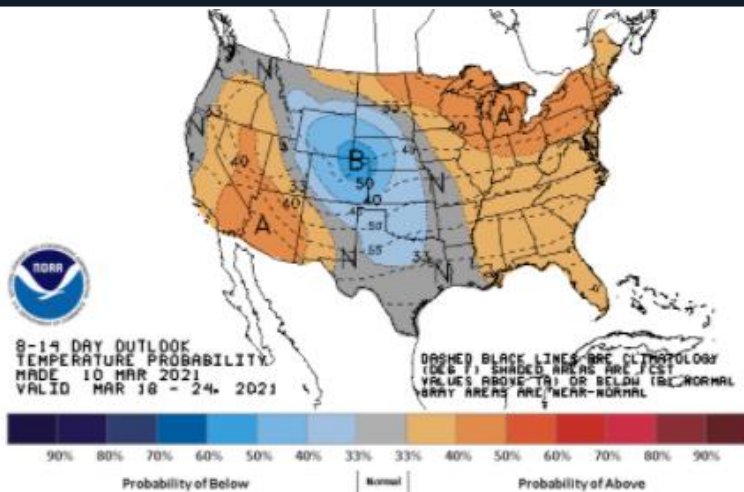 N
33
A
N
33
40
40
B
N
40
50
33
40
40
A
50
55
N
33
N
NOAA
8-14 DAY OUTLOOK
TEMPERATURE PROBABILITY
MADE 10 MAR 2021
VALID MAR 18 - 24, 2021
DASHED BLACK LINES ARE CLIMATOLOGY
(DEG F) SHADED AREAS ARE FCST
VALUES ABOVE (A) OR BELOW (B) NORMAL
GRAY AREAS ARE NEAR-NORMAL
90% 80% 70% 60% 50% 40% 33% 33% 40% 50% 60% 70% 80% 90%
Probability of Below Normal Probability of Above